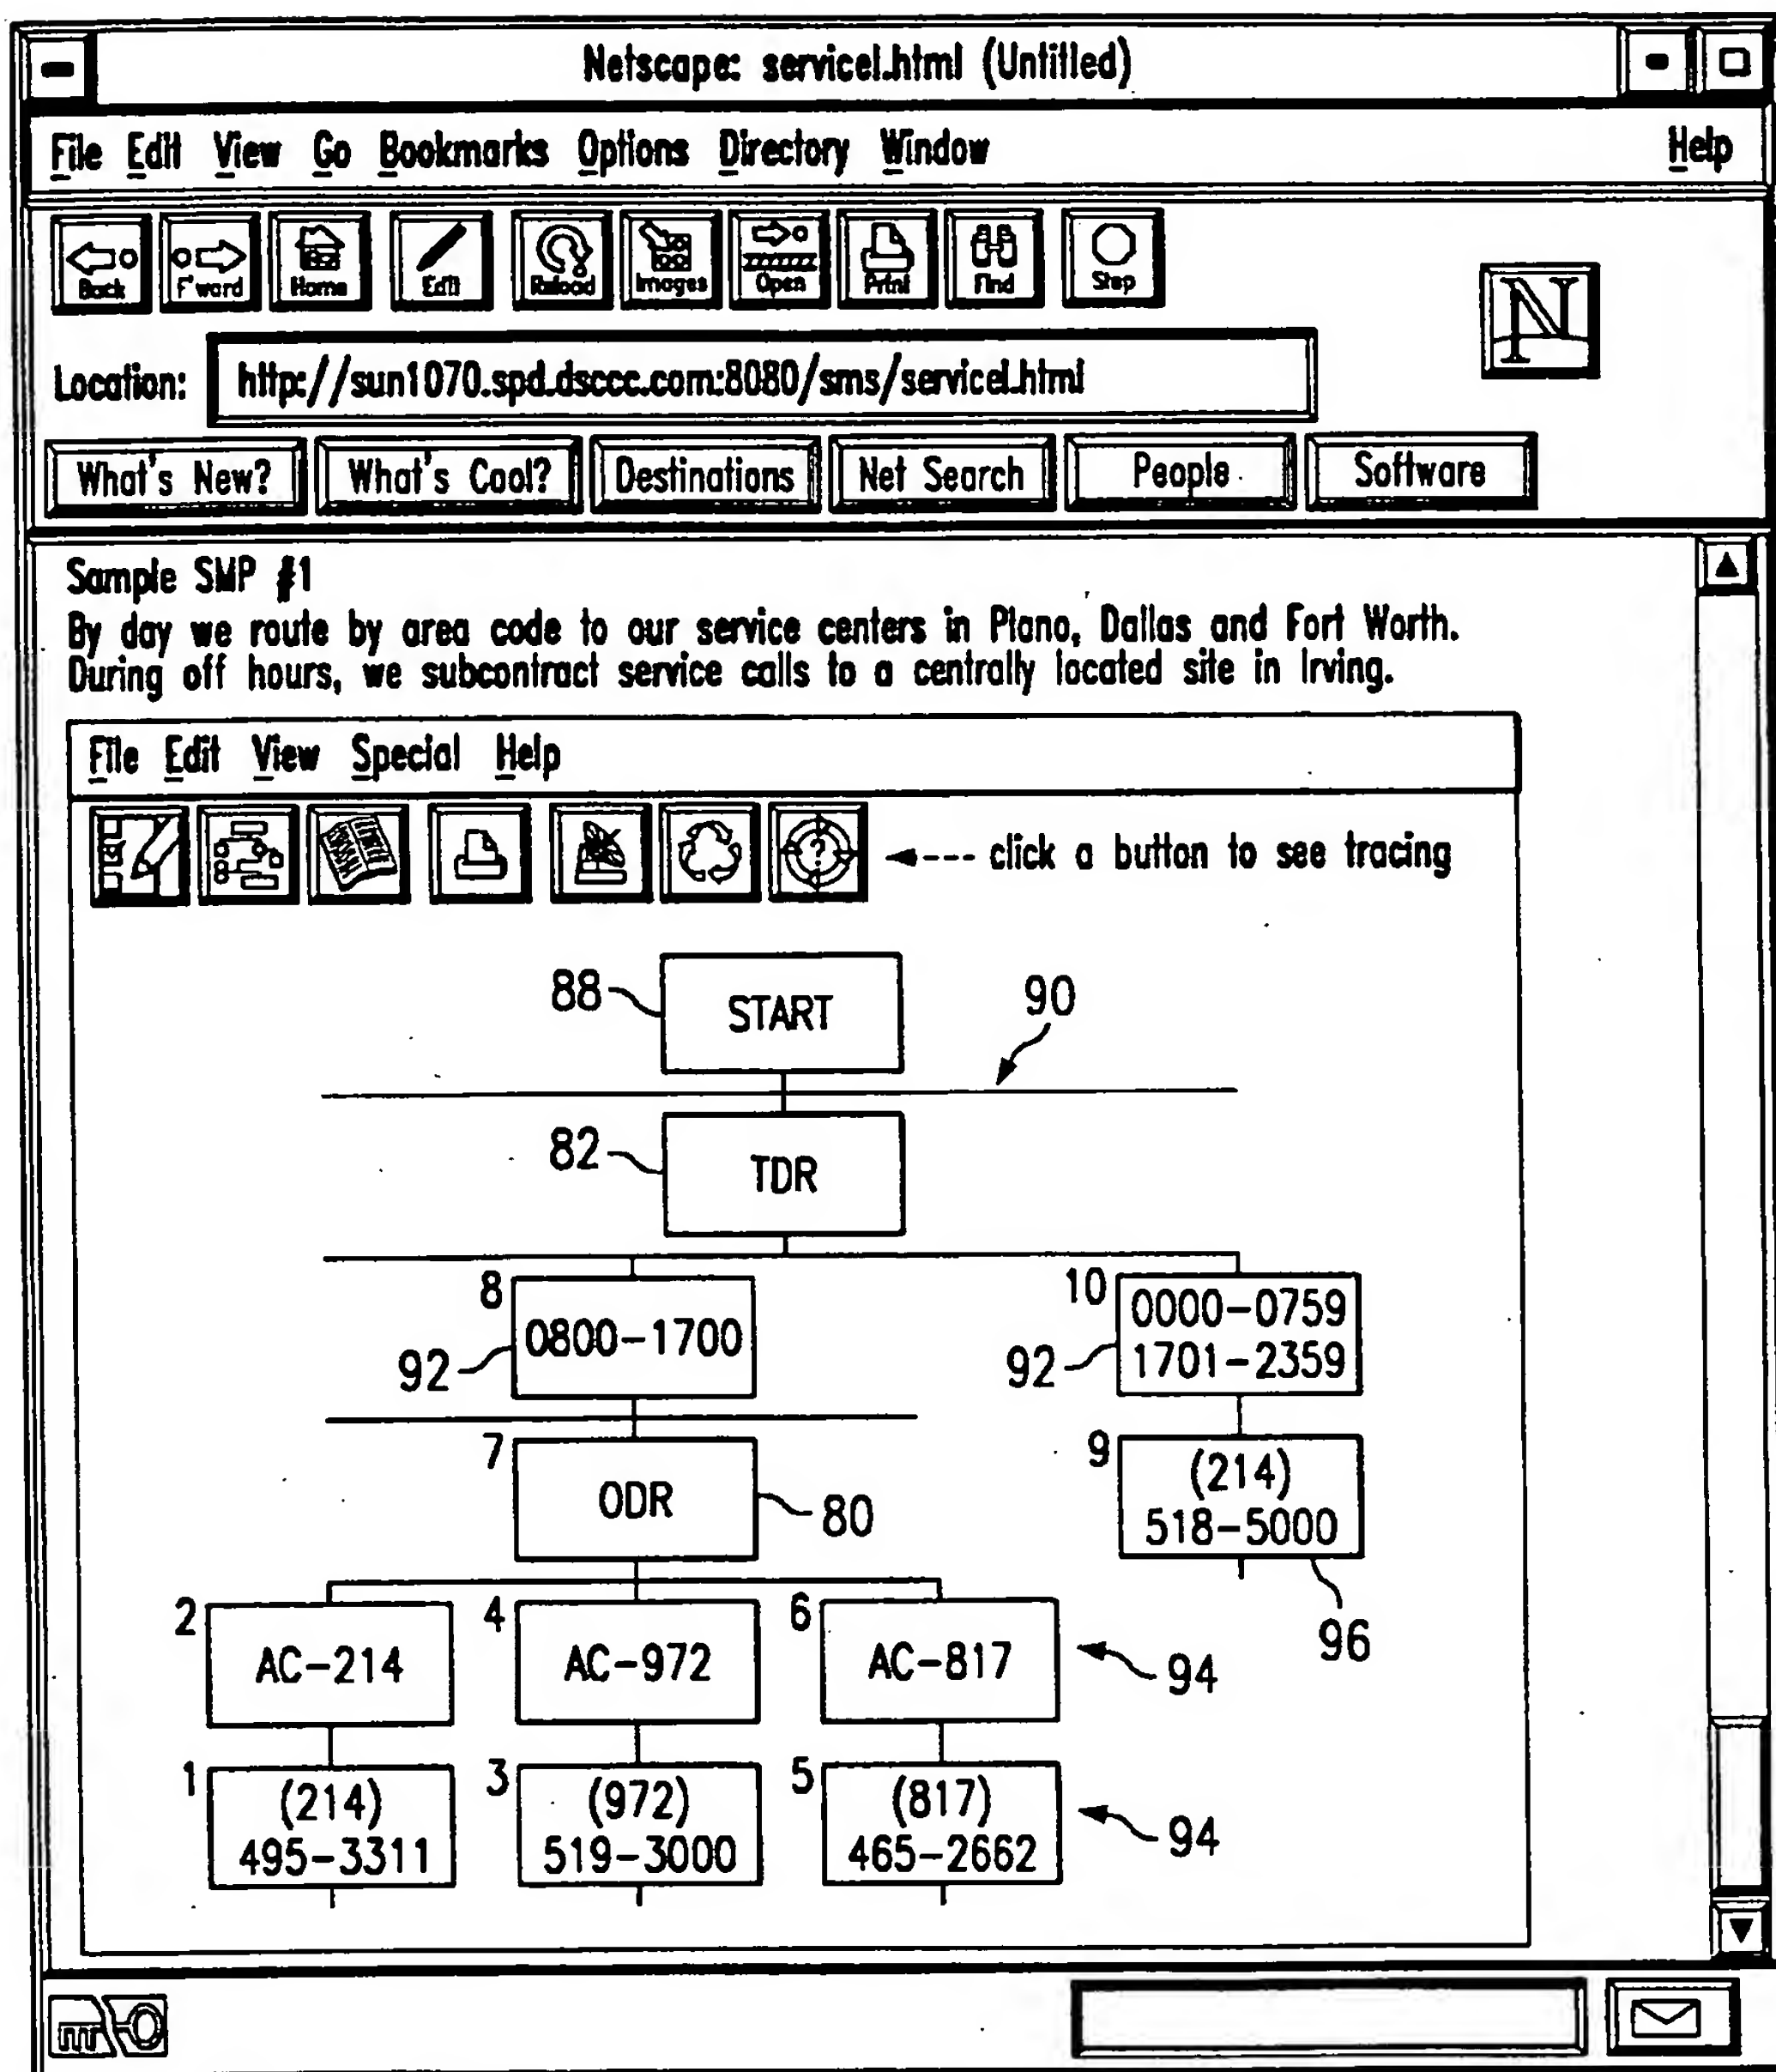 Netscape: servicel.html (Untitled)
File Edit View Go Bookmarks Options Directory Window Help
Back F'ward Home Edit Reload Images Open Print Find Stop
N
Location: http://sun1070.spd.dsccc.com:8080/sms/servicel.html
What's New? What's Cool? Destinations Net Search People Software
Sample SMP #1
By day we route by area code to our service centers in Plano, Dallas and Fort Worth.
During off hours, we subcontract service calls to a centrally located site in Irving.
File Edit View Special Help
? click a button to see tracing
88 START 90
82 TDR
8 0800-1700 92
10 0000-0759
92 1701-2359
7 ODR 80
9 (214)
518-5000
96
2 AC-214 4 AC-972 6 AC-817 94
1 (214) 3 (972) 5 (817)
495-3311 519-3000 465-2662 94